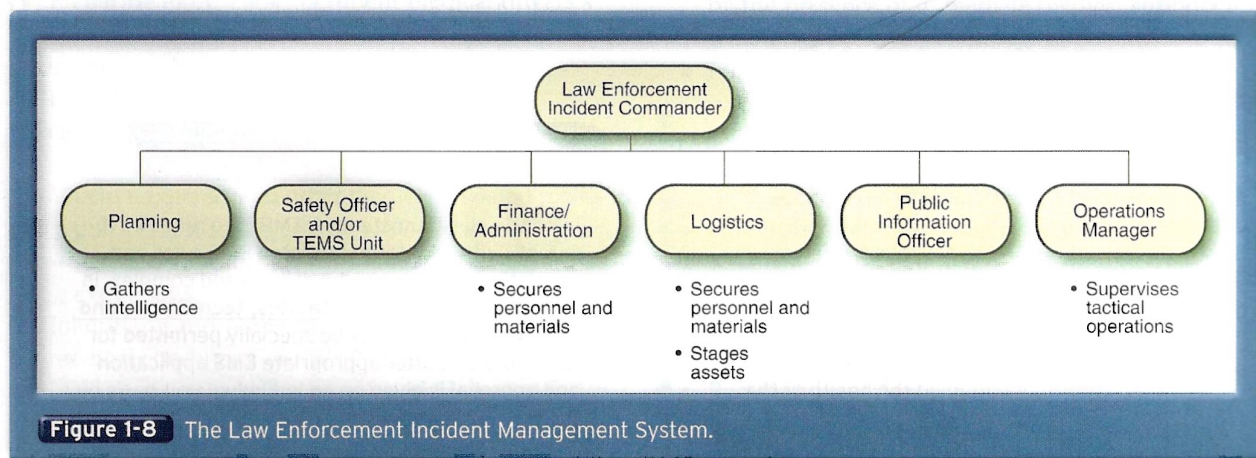 Law Enforcement
Incident Commander
Planning
Safety Officer
and/or
TEMS Unit
Finance/
Administration
Logistics
Public
Information
Officer
Operations
Manager
• Gathers
intelligence
• Secures
personnel and
materials
• Secures
personnel and
materials
• Stages
assets
• Supervises
tactical
operations
Figure 1-8 The Law Enforcement Incident Management System.